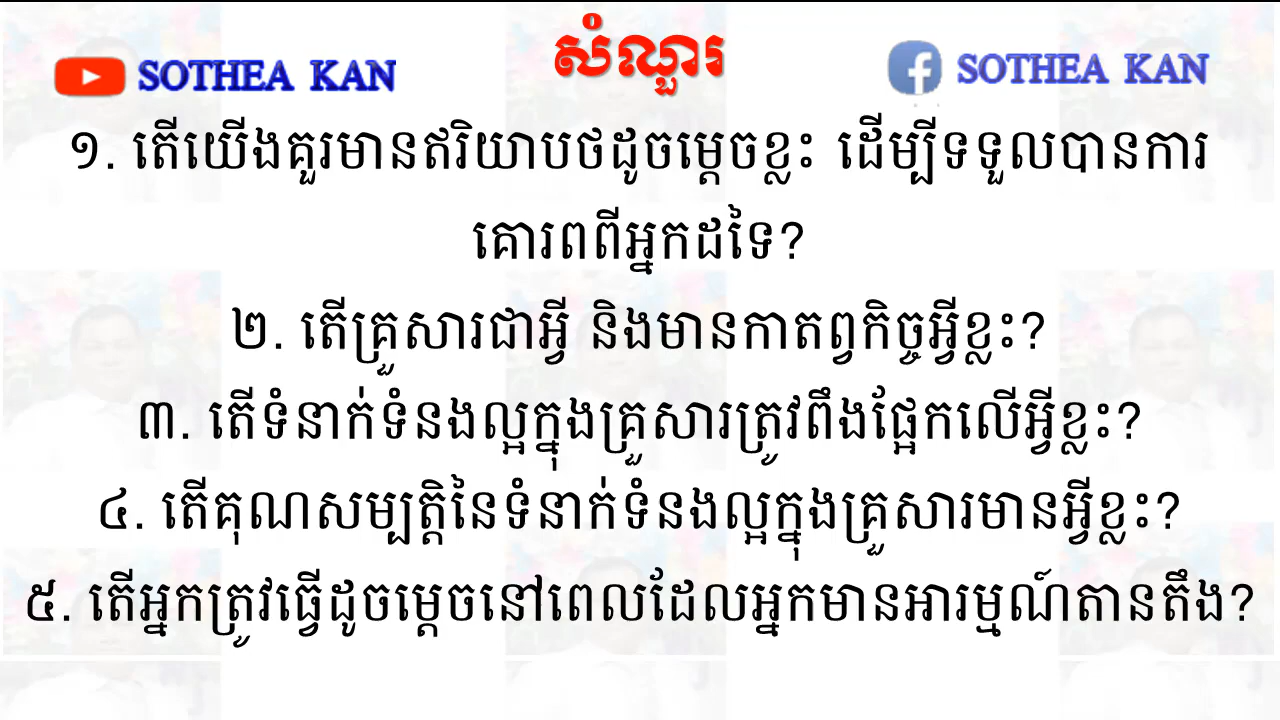 សំណួរ
SOTHEA KAN
SOTHEA KAN
១. តើយើងគួរមានឥរិយាបថដូចម្ដេចខ្លះ ដើម្បីទទួលបានការ
គោរពពីអ្នកដទៃ?
២. តើគ្រួសារជាអ្វី និងមានកាតព្វកិច្ចអ្វីខ្លះ?
៣. តើទំនាក់ទំនងល្អក្នុងគ្រួសារត្រូវពឹងផ្អែកលើអ្វីខ្លះ?
៤. តើគុណសម្បត្តិនៃទំនាក់ទំនងល្អក្នុងគ្រួសារមានអ្វីខ្លះ?
៥. តើអ្នកត្រូវធ្វើដូចម្ដេចនៅពេលដែលអ្នកមានអារម្មណ៍តានតឹង?